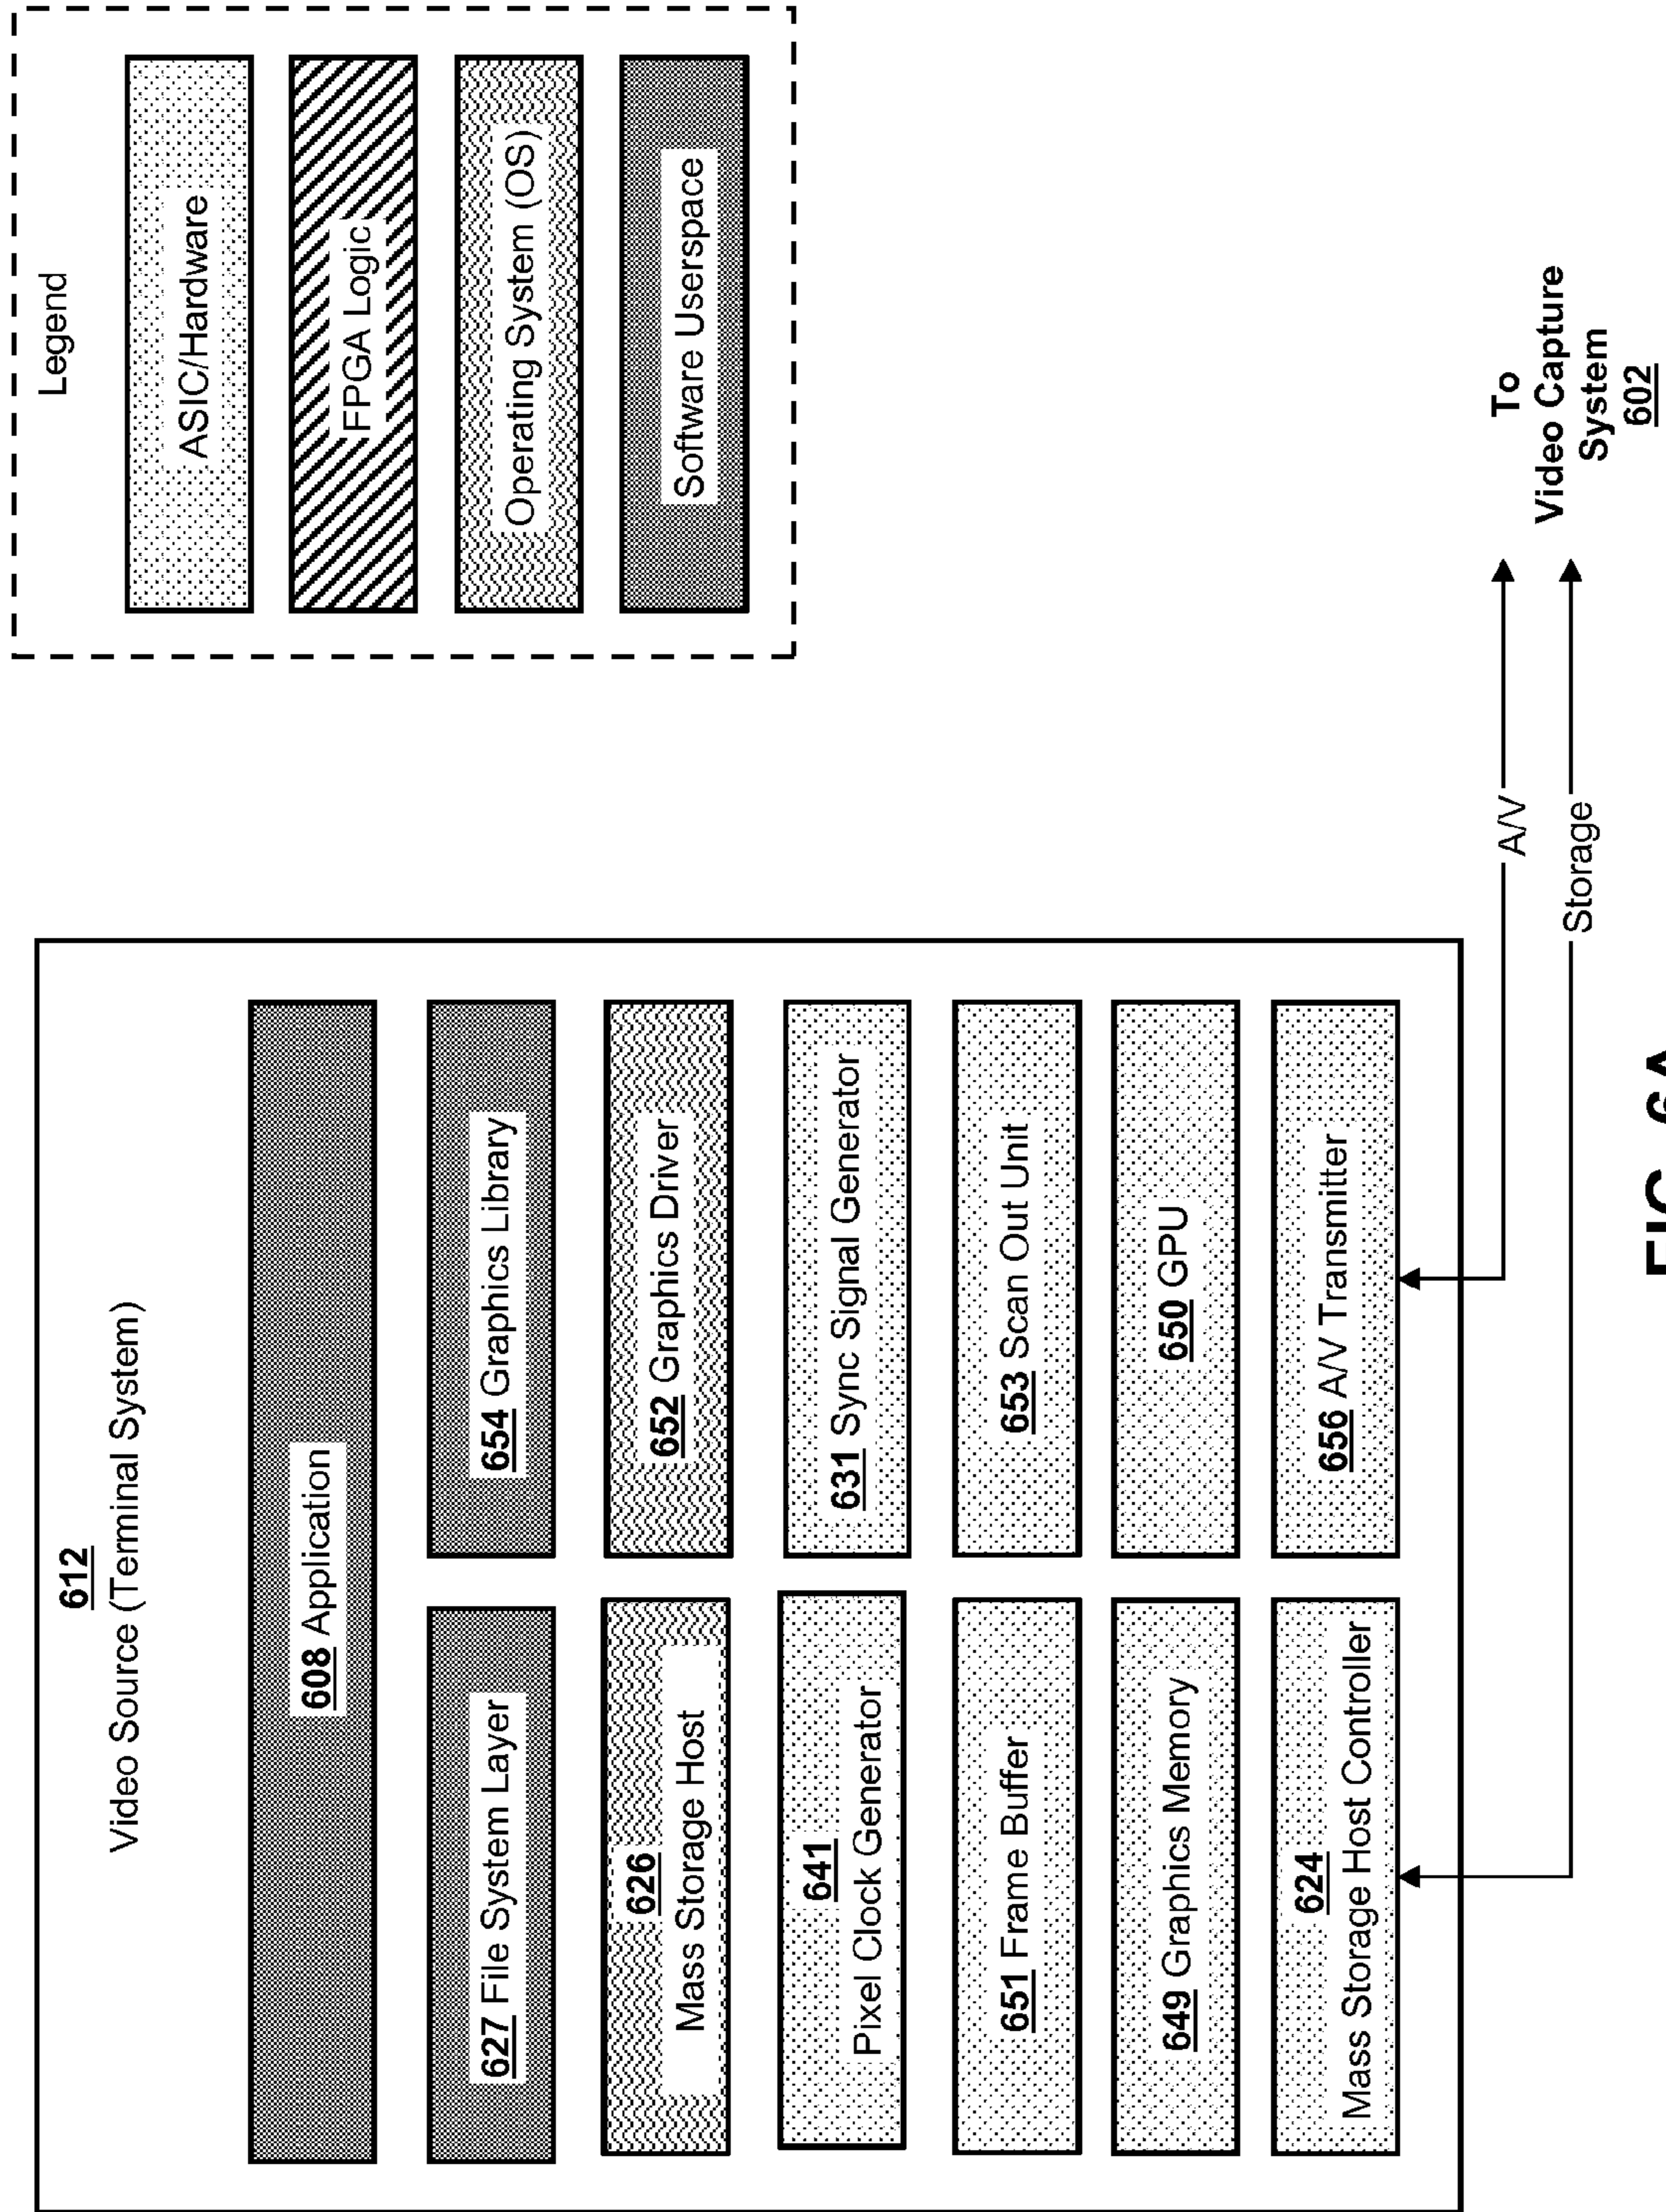 612
Video Source (Terminal System)
608 Application
627 File System Layer
654 Graphics Library
626
Mass Storage Host
652 Graphics Driver
641
Pixel Clock Generator
631 Sync Signal Generator
651 Frame Buffer
653 Scan Out Unit
649 Graphics Memory
650 GPU
624
Mass Storage Host Controller
656 A/V Transmitter
A/V
Storage
To
Video Capture
System
602
Legend
ASIC/Hardware
FPGA Logic
Operating System (OS)
Software Userspace
FIG. 6A